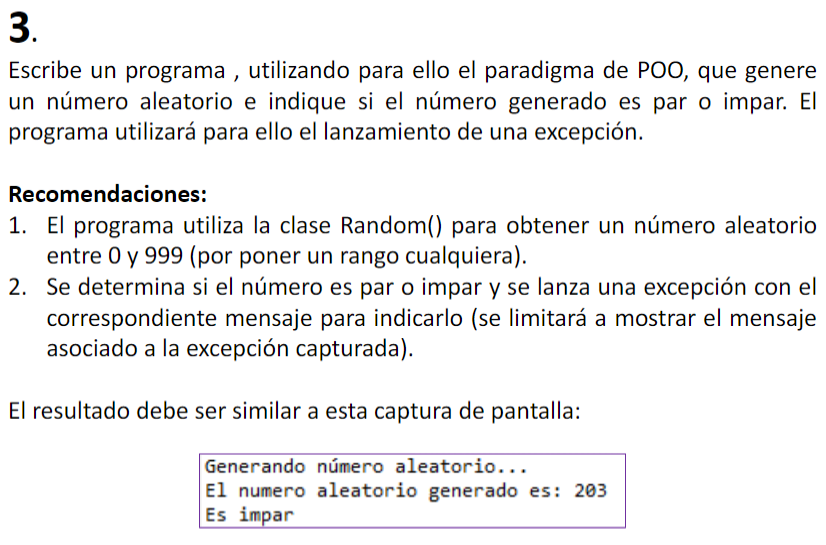 3.
Escribe un programa , utilizando para ello el paradigma de POO, que genere
un número aleatorio e indique si el número generado es par o impar. El
programa utilizará para ello el lanzamiento de una excepción.
Recomendaciones:
1. El programa utiliza la clase Random() para obtener un número aleatorio
entre 0 y 999 (por poner un rango cualquiera).
2. Se determina si el número es par o impar y se lanza una excepción con el
correspondiente mensaje para indicarlo (se limitará a mostrar el mensaje
asociado a la excepción capturada).
El resultado debe ser similar a esta captura de pantalla:
Generando número aleatorio...
El numero aleatorio generado es: 203
Es impar